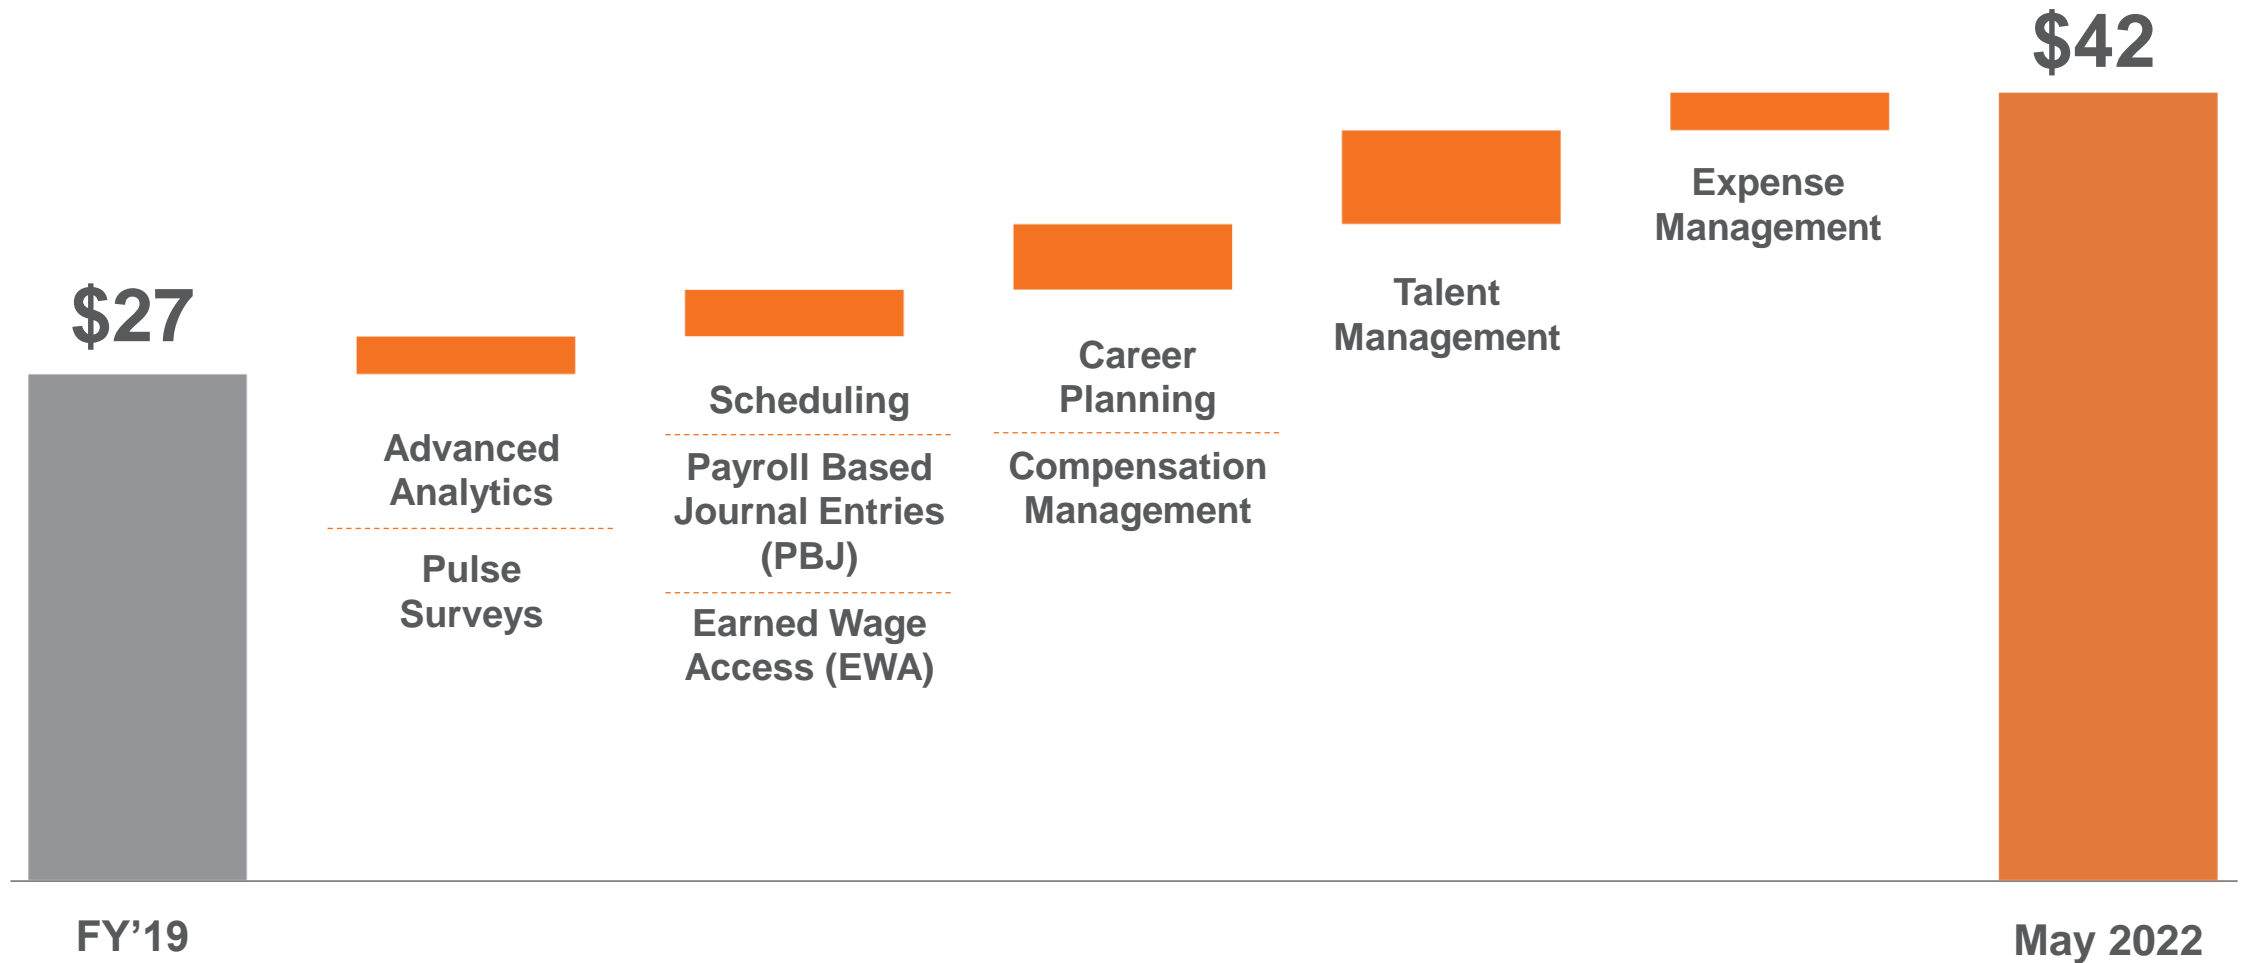 $27
FY’19
Advanced
Analytics
Pulse
Surveys
Scheduling
Payroll Based
Journal Entries
(PBJ)
Earned Wage
Access (EWA)
Career
Planning
Compensation
Management
Talent
Management
Expense
Management
$42
May 2022